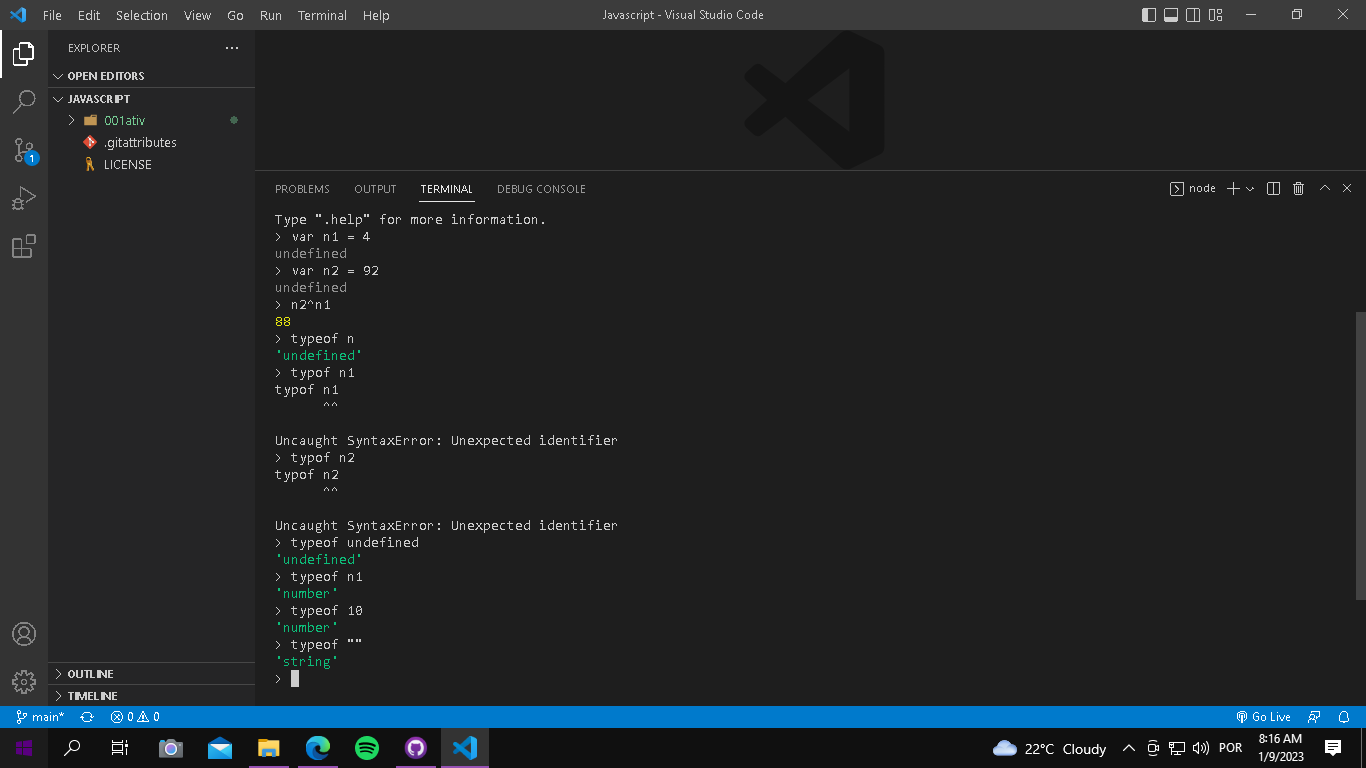 File Edit Selection View Go Run Terminal Help
Javascript - Visual Studio Code
EXPLORER
OPEN EDITORS
JAVASCRIPT
001ativ
.gitattributes
LICENSE
1
OUTLINE
TIMELINE
PROBLEMS OUTPUT TERMINAL DEBUG CONSOLE
node
Type ".help" for more information.
> var n1 = 4
undefined
> var n2 = 92
undefined
> n2^n1
88
> typeof n
'undefined'
> typof n1
typof n1
^^
Uncaught SyntaxError: Unexpected identifier
> typof n2
typof n2
^^
Uncaught SyntaxError: Unexpected identifier
> typeof undefined
'undefined'
> typeof n1
'number'
> typeof 10
'number'
> typeof ""
'string'
>
main* 0 0 Go Live
22°C Cloudy POR 8:16 AM
1/9/2023